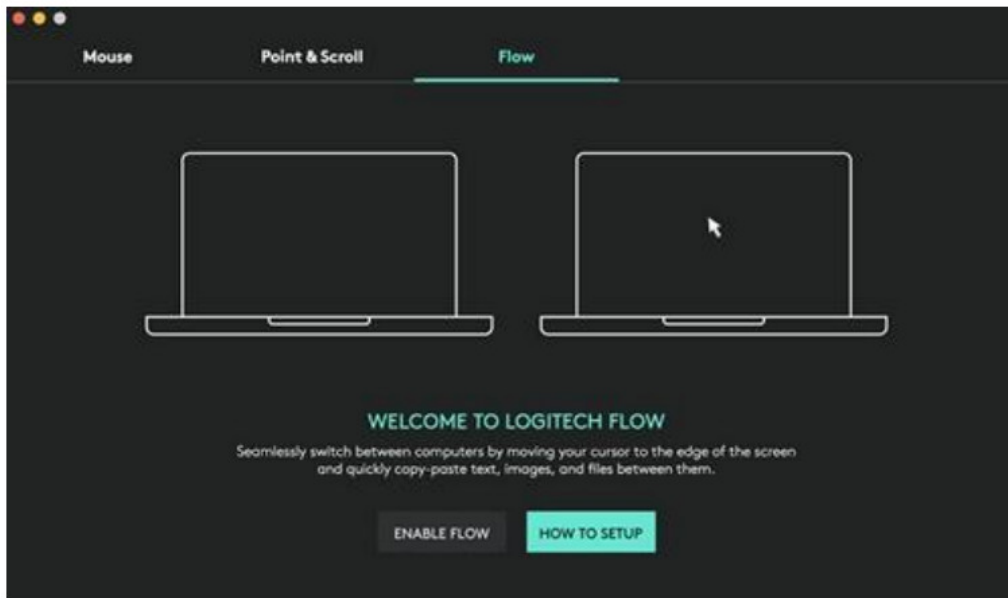 Mouse Point & Scroll Flow
WELCOME TO LOGITECH FLOW
Seamlessly switch between computers by moving your cursor to the edge of the screen
and quickly copy-paste text, images, and files between them.
ENABLE FLOW HOW TO SETUP